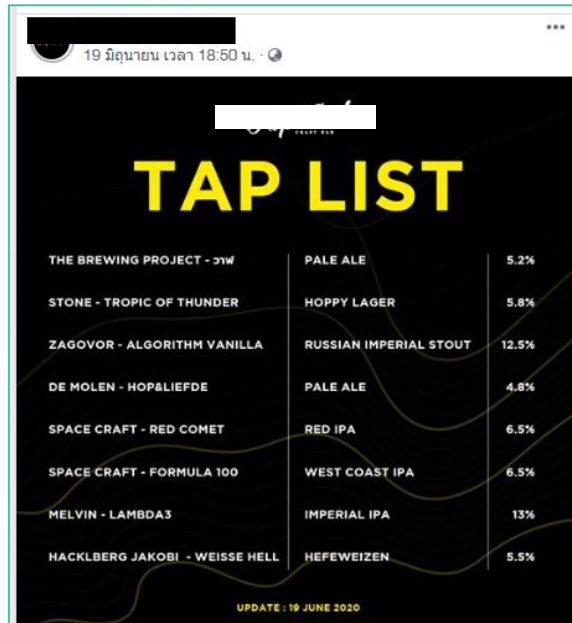 19 มิถุนายน เวลา 18:50 น. ·
CRAFT BAR
TAP LIST
THE BREWING PROJECT - วาฬ PALE ALE 5.2%
STONE - TROPIC OF THUNDER HOPPY LAGER 5.8%
ZAGOVOR - ALGORITHM VANILLA RUSSIAN IMPERIAL STOUT 12.5%
DE MOLEN - HOP&LIEFDE PALE ALE 4.8%
SPACE CRAFT - RED COMET RED IPA 6.5%
SPACE CRAFT - FORMULA 100 WEST COAST IPA 6.5%
MELVIN - LAMBDA3 IMPERIAL IPA 13%
HACKLBERG JAKOBI - WEISSE HELL HEFEWEIZEN 5.5%
UPDATE : 19 JUNE 2020